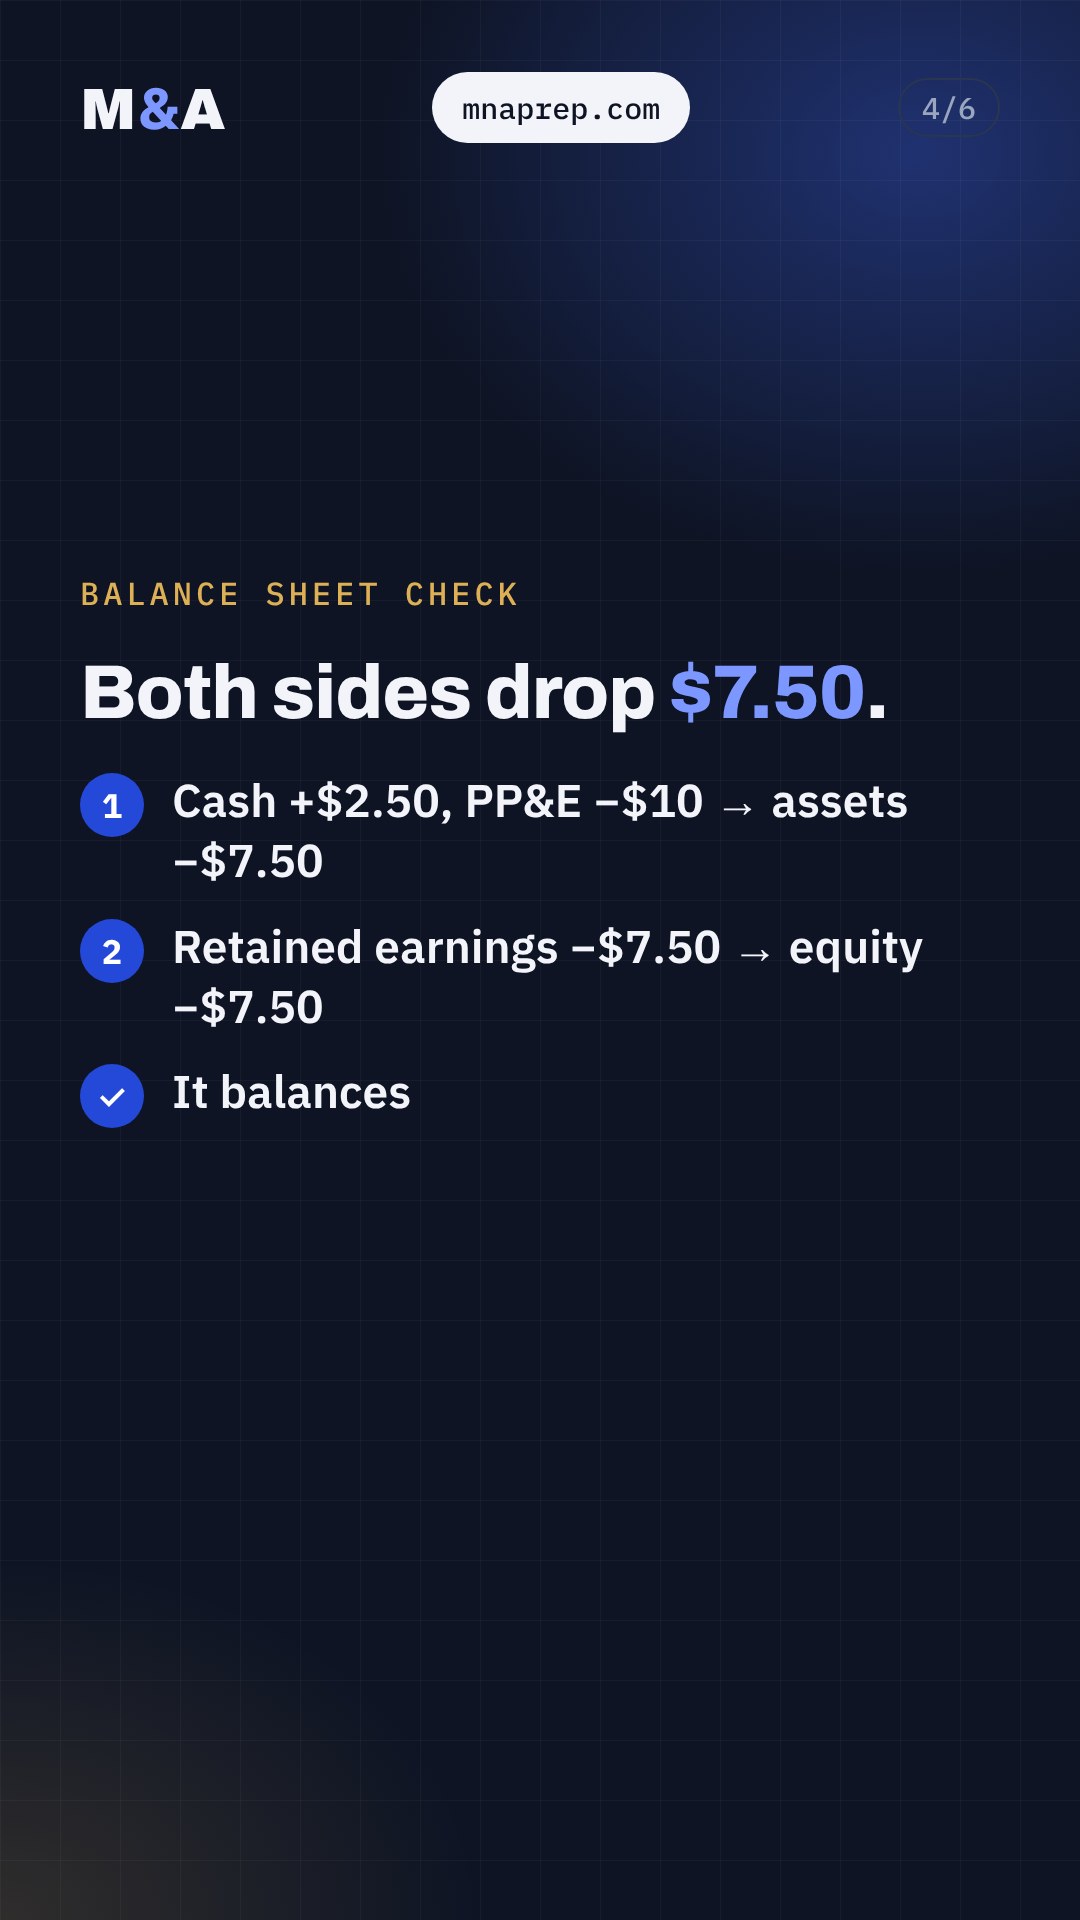 M&A
mnaprep.com
4/6
BALANCE SHEET CHECK
Both sides drop $7.50.
1 Cash +$2.50, PP&E −$10 → assets
−$7.50
2 Retained earnings −$7.50 → equity
−$7.50
✓ It balances